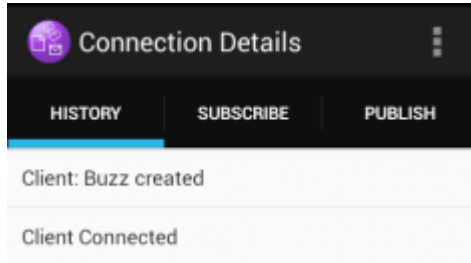 Connection Details
HISTORY SUBSCRIBE PUBLISH
Client: Buzz created
Client Connected